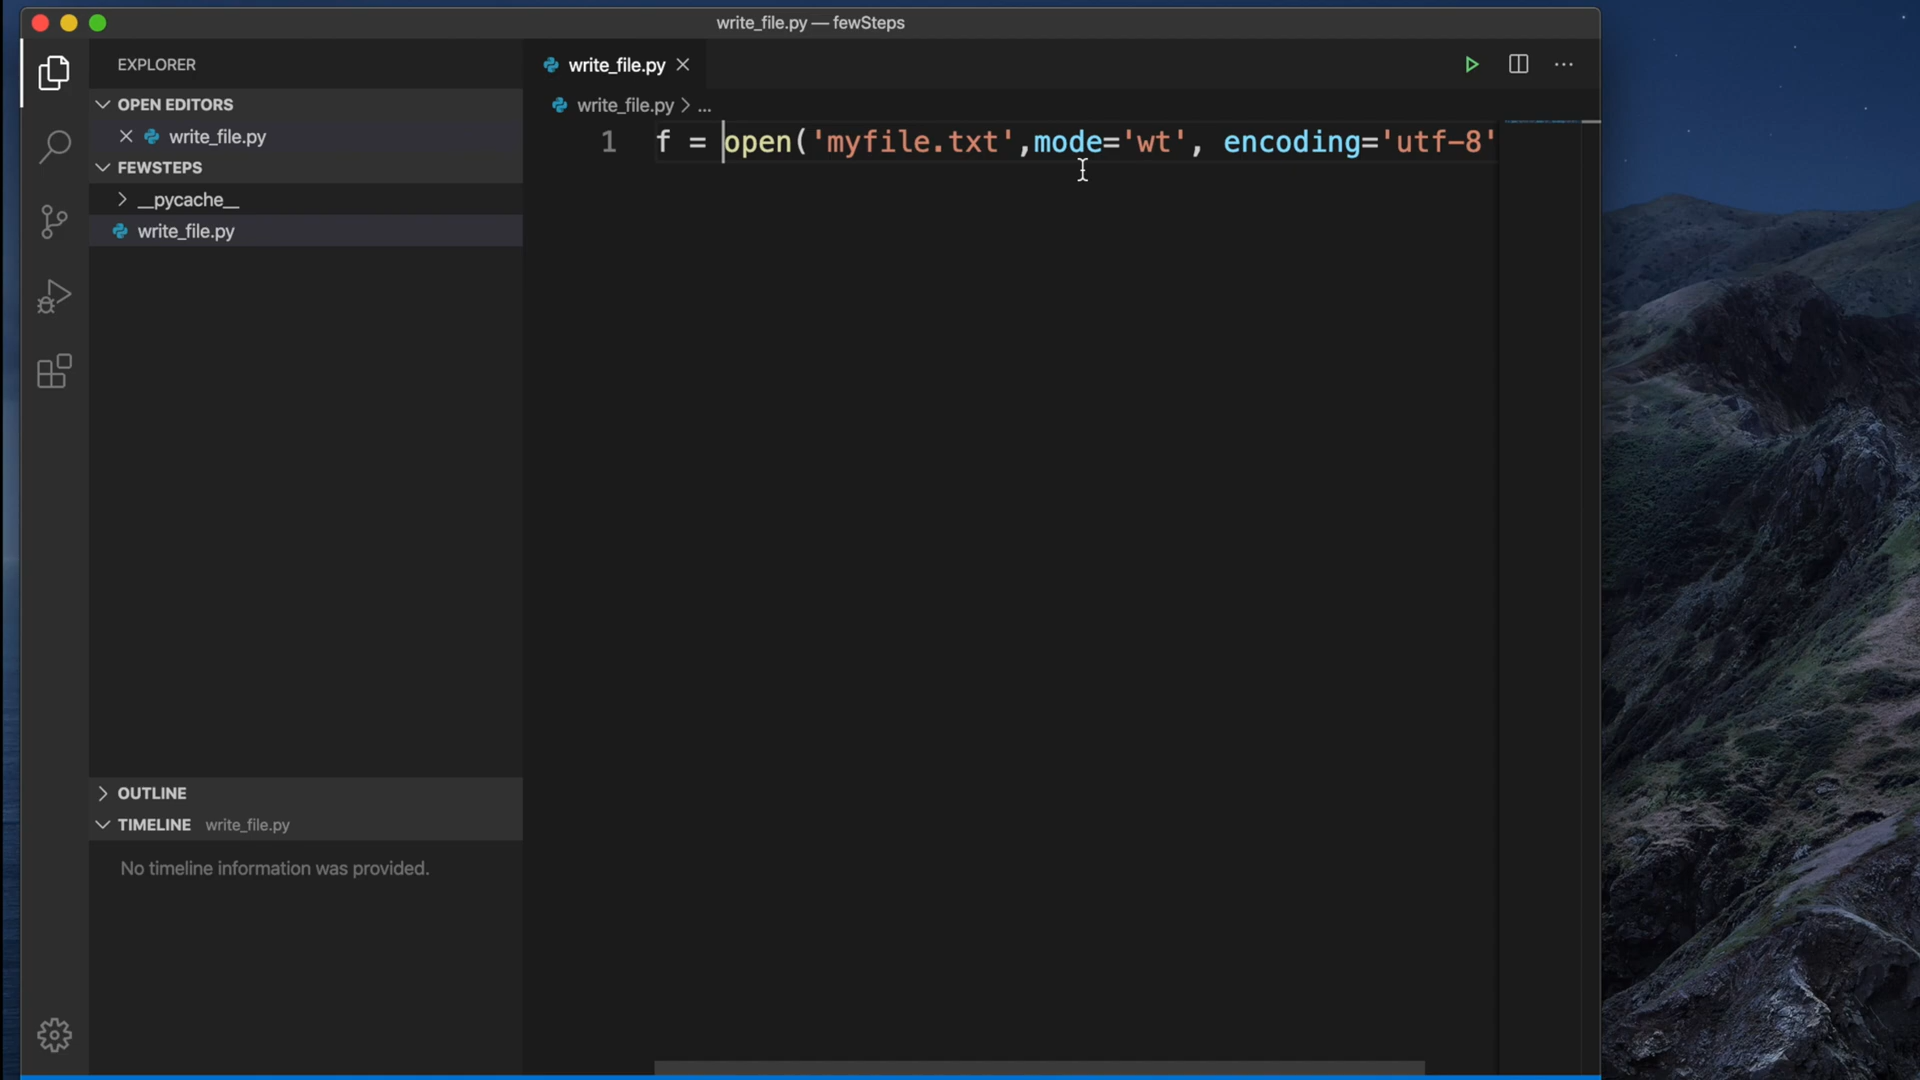 write_file.py — fewSteps
EXPLORER
OPEN EDITORS
write_file.py
FEWSTEPS
__pycache__
write_file.py
OUTLINE
TIMELINE write_file.py
No timeline information was provided.
write_file.py
write_file.py > ...
1 f = open('myfile.txt',mode='wt', encoding='utf-8'